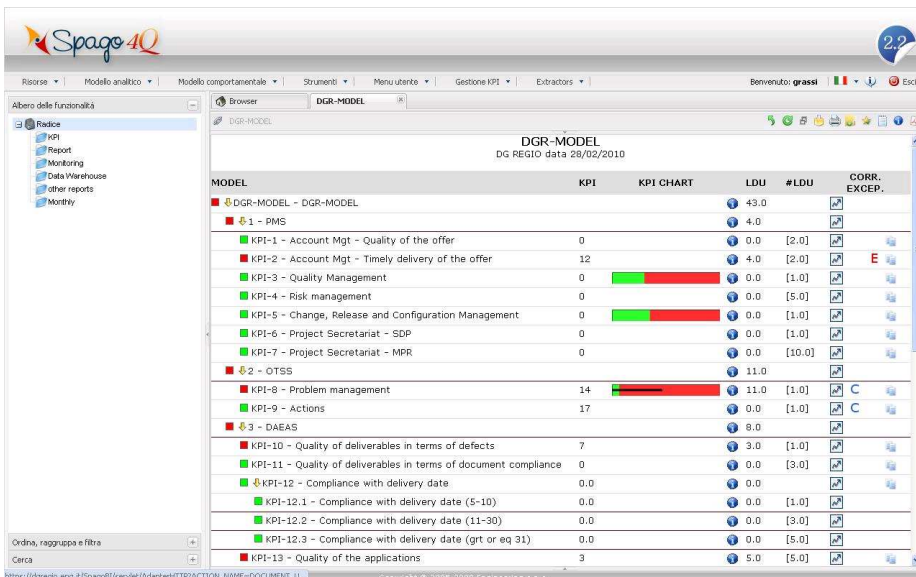 Spago4Q
2.2
Risorse Modello analitico Modello comportamentale Strumenti Menu utente Gestione KPI Extractors Benvenuto: grassi Esci
Albero delle funzionalità
Browser DGR-MODEL
DGR-MODEL
Radice
KPI
Report
Monitoring
Data Warehouse
other reports
Monthly
DGR-MODEL
DG REGIO data 28/02/2010
MODEL KPI KPI CHART LDU #LDU CORR. EXCEP.
DGR-MODEL - DGR-MODEL 43.0
1 - PMS 4.0
KPI-1 - Account Mgt - Quality of the offer 0 0.0 [2.0]
KPI-2 - Account Mgt - Timely delivery of the offer 12 4.0 [2.0] E
KPI-3 - Quality Management 0 0.0 [1.0]
KPI-4 - Risk management 0 0.0 [5.0]
KPI-5 - Change, Release and Configuration Management 0 0.0 [1.0]
KPI-6 - Project Secretariat - SDP 0 0.0 [1.0]
KPI-7 - Project Secretariat - MPR 0 0.0 [10.0]
2 - OTSS 11.0
KPI-8 - Problem management 14 11.0 [1.0] C
KPI-9 - Actions 17 0.0 [1.0] C
3 - DAEAS 8.0
KPI-10 - Quality of deliverables in terms of defects 7 3.0 [1.0]
KPI-11 - Quality of deliverables in terms of document compliance 0 0.0 [3.0]
KPI-12 - Compliance with delivery date 0.0 0.0
KPI-12.1 - Compliance with delivery date (5-10) 0.0 0.0 [1.0]
KPI-12.2 - Compliance with delivery date (11-30) 0.0 0.0 [3.0]
KPI-12.3 - Compliance with delivery date (grt or eq 31) 0.0 0.0 [5.0]
KPI-13 - Quality of the applications 3 5.0 [5.0]
Ordina, raggruppa e filtra
Cerca